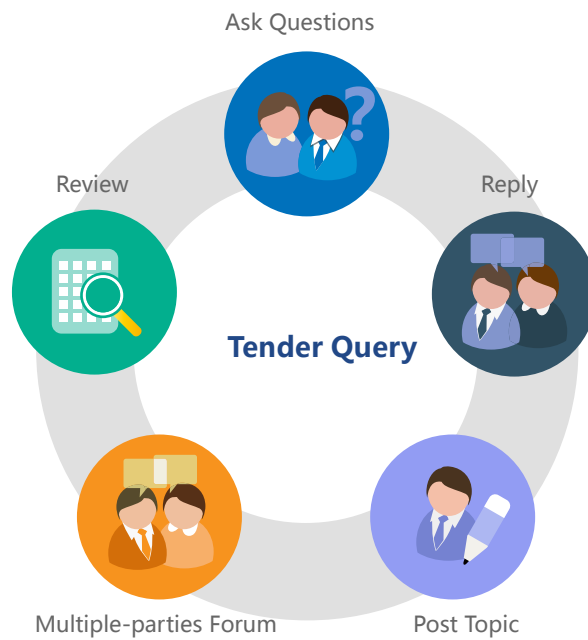 Ask Questions
Review
Reply
Tender Query
Multiple-parties Forum
Post Topic